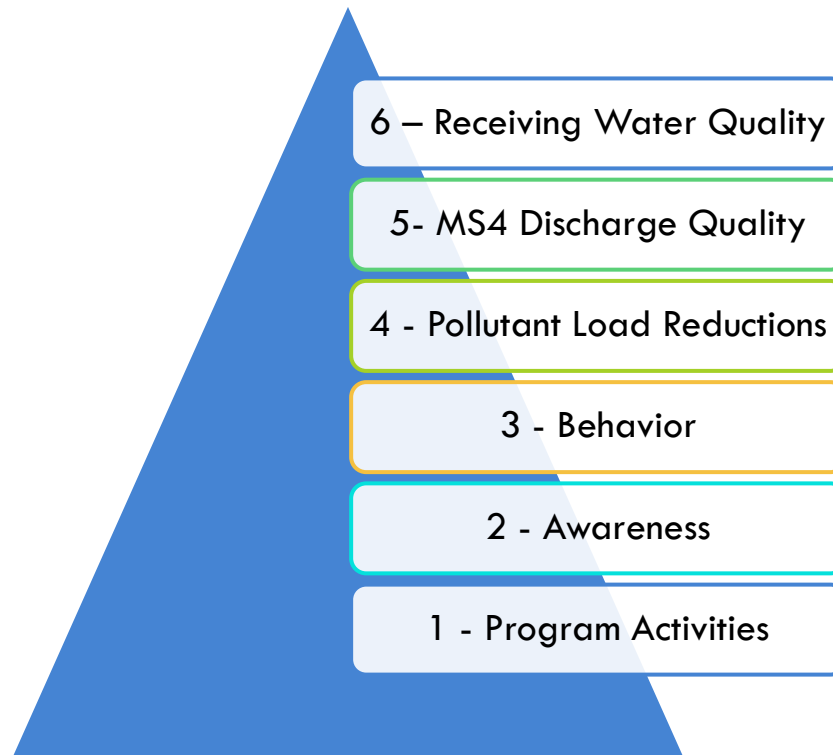 6 – Receiving Water Quality
5- MS4 Discharge Quality
4 - Pollutant Load Reductions
3 - Behavior
2 - Awareness
1 - Program Activities